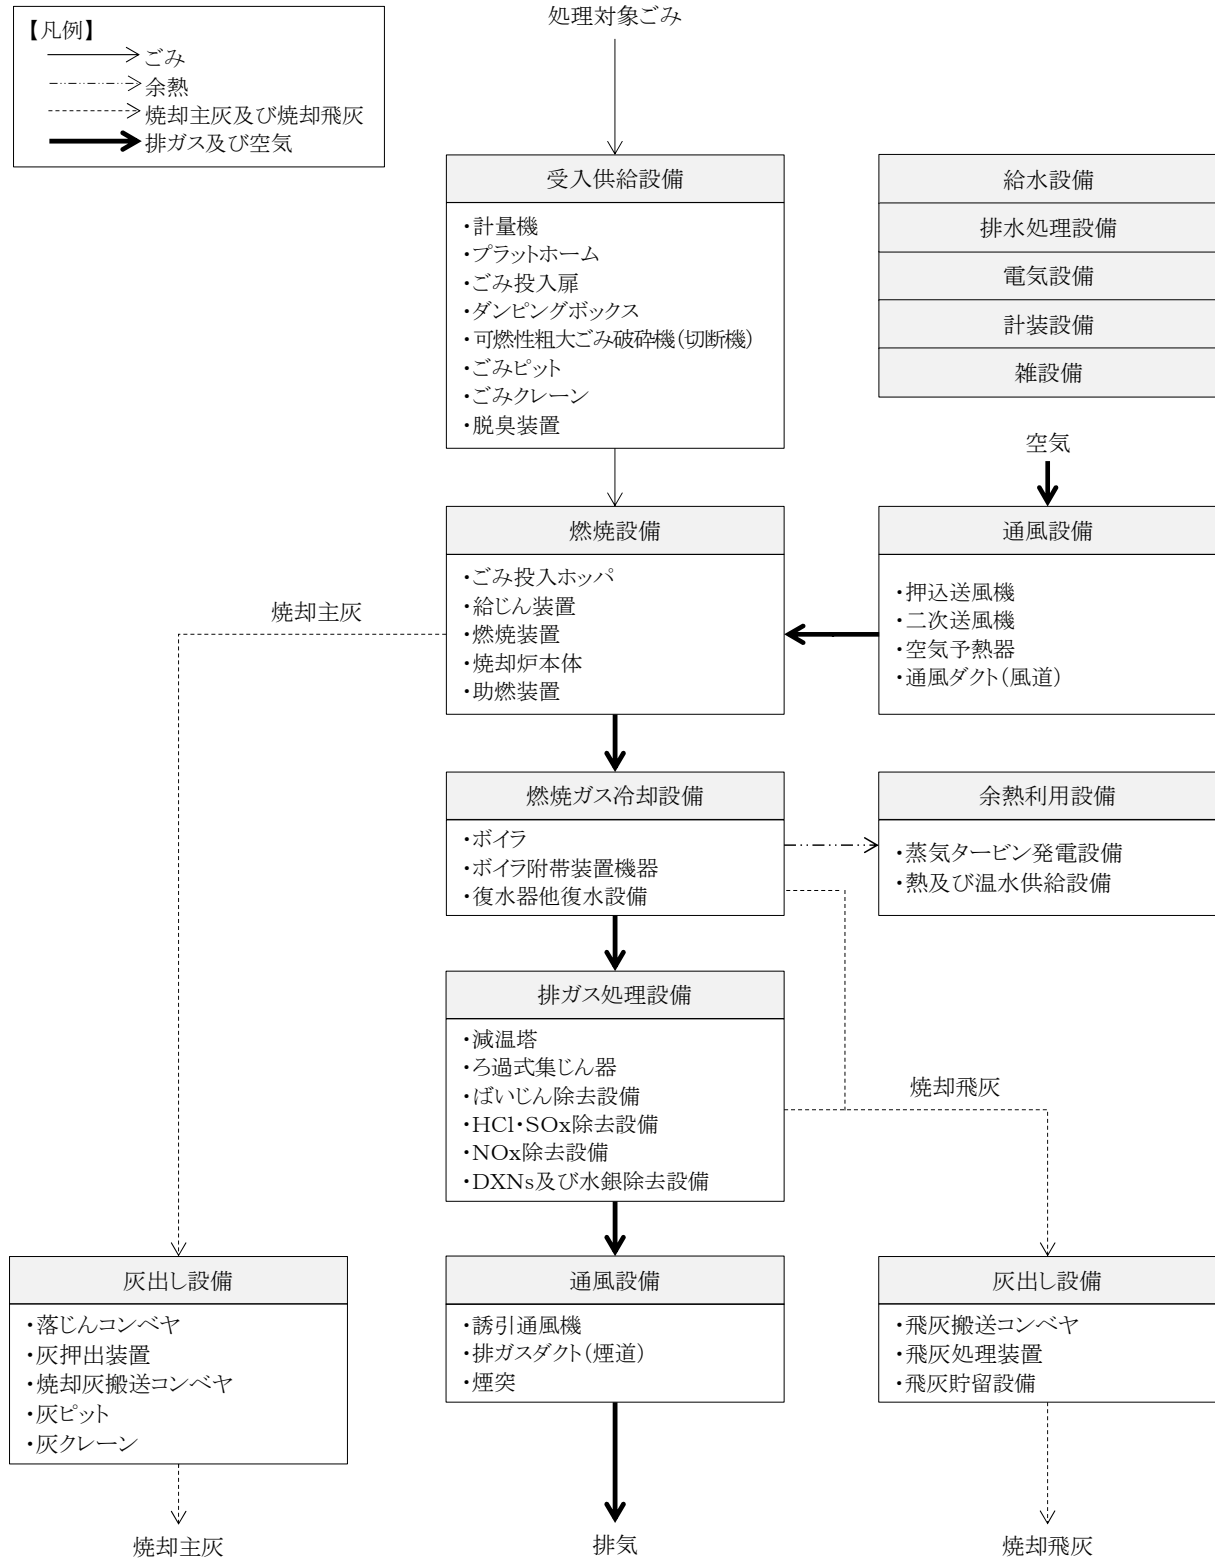 【凡例】
ごみ
余熱
焼却主灰及び焼却飛灰
排ガス及び空気
処理対象ごみ
受入供給設備
・計量機
・プラットホーム
・ごみ投入扉
・ダンピングボックス
・可燃性粗大ごみ破砕機(切断機)
・ごみピット
・ごみクレーン
・脱臭装置
給水設備
排水処理設備
電気設備
計装設備
雑設備
空気
燃焼設備
・ごみ投入ホッパ
・給じん装置
・燃焼装置
・焼却炉本体
・助燃装置
通風設備
・押込送風機
・二次送風機
・空気予熱器
・通風ダクト(風道)
焼却主灰
燃焼ガス冷却設備
・ボイラ
・ボイラ附帯装置機器
・復水器他復水設備
余熱利用設備
・蒸気タービン発電設備
・熱及び温水供給設備
排ガス処理設備
・減温塔
・ろ過式集じん器
・ばいじん除去設備
・HCl・SOx除去設備
・NOx除去設備
・DXNs及び水銀除去設備
焼却飛灰
灰出し設備
・落じんコンベヤ
・灰押出装置
・焼却灰搬送コンベヤ
・灰ピット
・灰クレーン
通風設備
・誘引通風機
・排ガスダクト(煙道)
・煙突
灰出し設備
・飛灰搬送コンベヤ
・飛灰処理装置
・飛灰貯留設備
焼却主灰
排気
焼却飛灰